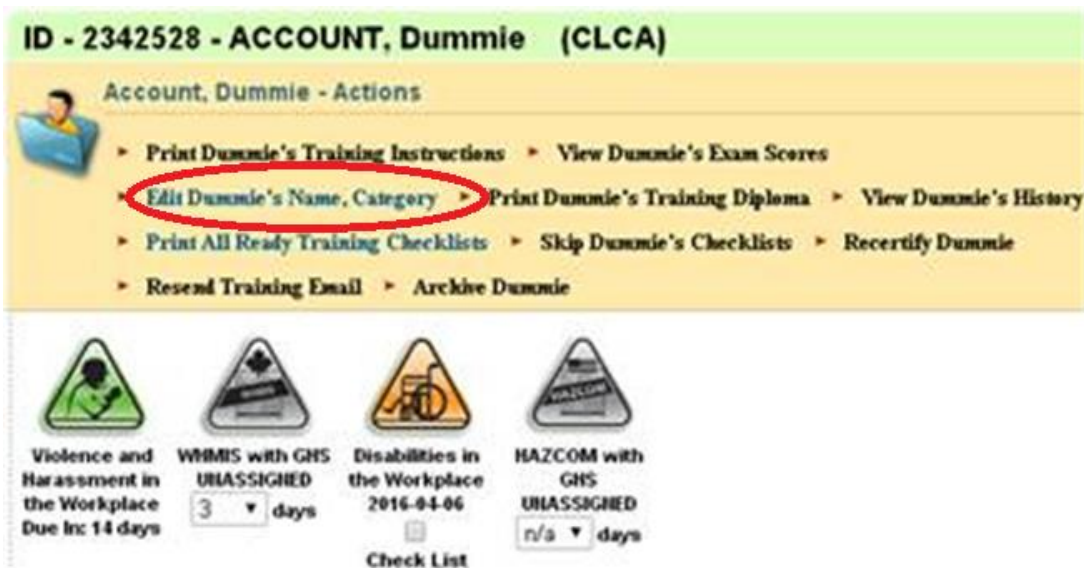 ID - 2342528 - ACCOUNT, Dummie (CLCA)
Account, Dummie - Actions
Print Dummie's Training Instructions View Dummie's Exam Scores
Edit Dummie's Name, Category Print Dummie's Training Diploma View Dummie's History
Print All Ready Training Checklists Skip Dummie's Checklists Recertify Dummie
Resend Training Email Archive Dummie
HAZCOM
Violence and Harassment in the Workplace Due In: 14 days
WHMIS with GHS UNASSIGNED
3 days
Disabilities in the Workplace 2016-04-06
Check List
HAZCOM with GHS UNASSIGNED
n/a days